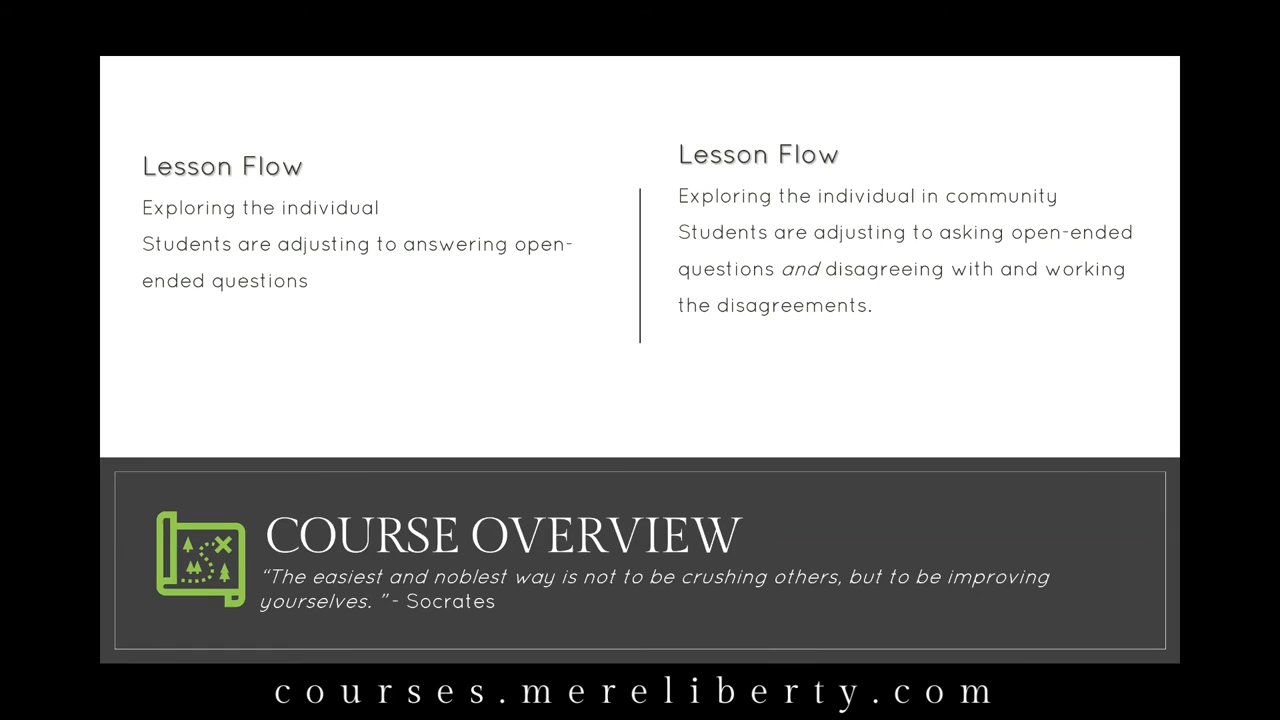 Lesson Flow
Exploring the individual
Students are adjusting to answering open-
ended questions
Lesson Flow
Exploring the individual in community
Students are adjusting to asking open-ended
questions and disagreeing with and working
the disagreements.
COURSE OVERVIEW
“The easiest and noblest way is not to be crushing others, but to be improving
yourselves. ” - Socrates
courses.mereliberty.com